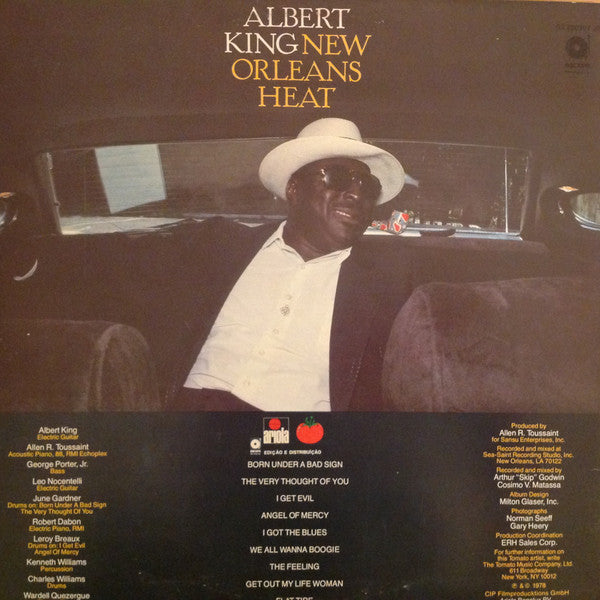 ALBERT
KING NEW
ORLEANS
HEAT
Albert King
Electric Guitar
Allen R. Toussaint
Acoustic Piano, 88, RMI Echoplex
George Porter, Jr.
Bass
Leo Nocentelli
Electric Guitar
June Gardner
Drums on: Born Under A Bad Sign
The Very Thought Of You
Robert Dabon
Electric Piano, RMI
Leroy Breaux
Drums on: I Get Evil
Angel Of Mercy
Kenneth Williams
Percussion
Charles Williams
Drums
Wardell Quezergue
ariola
EDIÇÃO E DISTRIBUIÇÃO
BORN UNDER A BAD SIGN
THE VERY THOUGHT OF YOU
I GET EVIL
ANGEL OF MERCY
I GOT THE BLUES
WE ALL WANNA BOOGIE
THE FEELING
GET OUT MY LIFE WOMAN
FLAT TIRE
Produced by
Allen R. Toussaint
for Sansu Enterprises, Inc.
Recorded and mixed at
Sea-Saint Recording Studio, Inc.
New Orleans, LA 70122
Recorded and mixed by
Arthur "Skip" Godwin
Cosimo V. Matassa
Album Design
Milton Glaser, Inc.
Photographs
Norman Seeff
Gary Heery
Production Coordination
ERH Sales Corp.
For further information on
this Tomato artist, write
The Tomato Music Company, Ltd
611 Broadway
New York, NY 10012
℗ & © 1978
CIP Filmproducktions GmbH